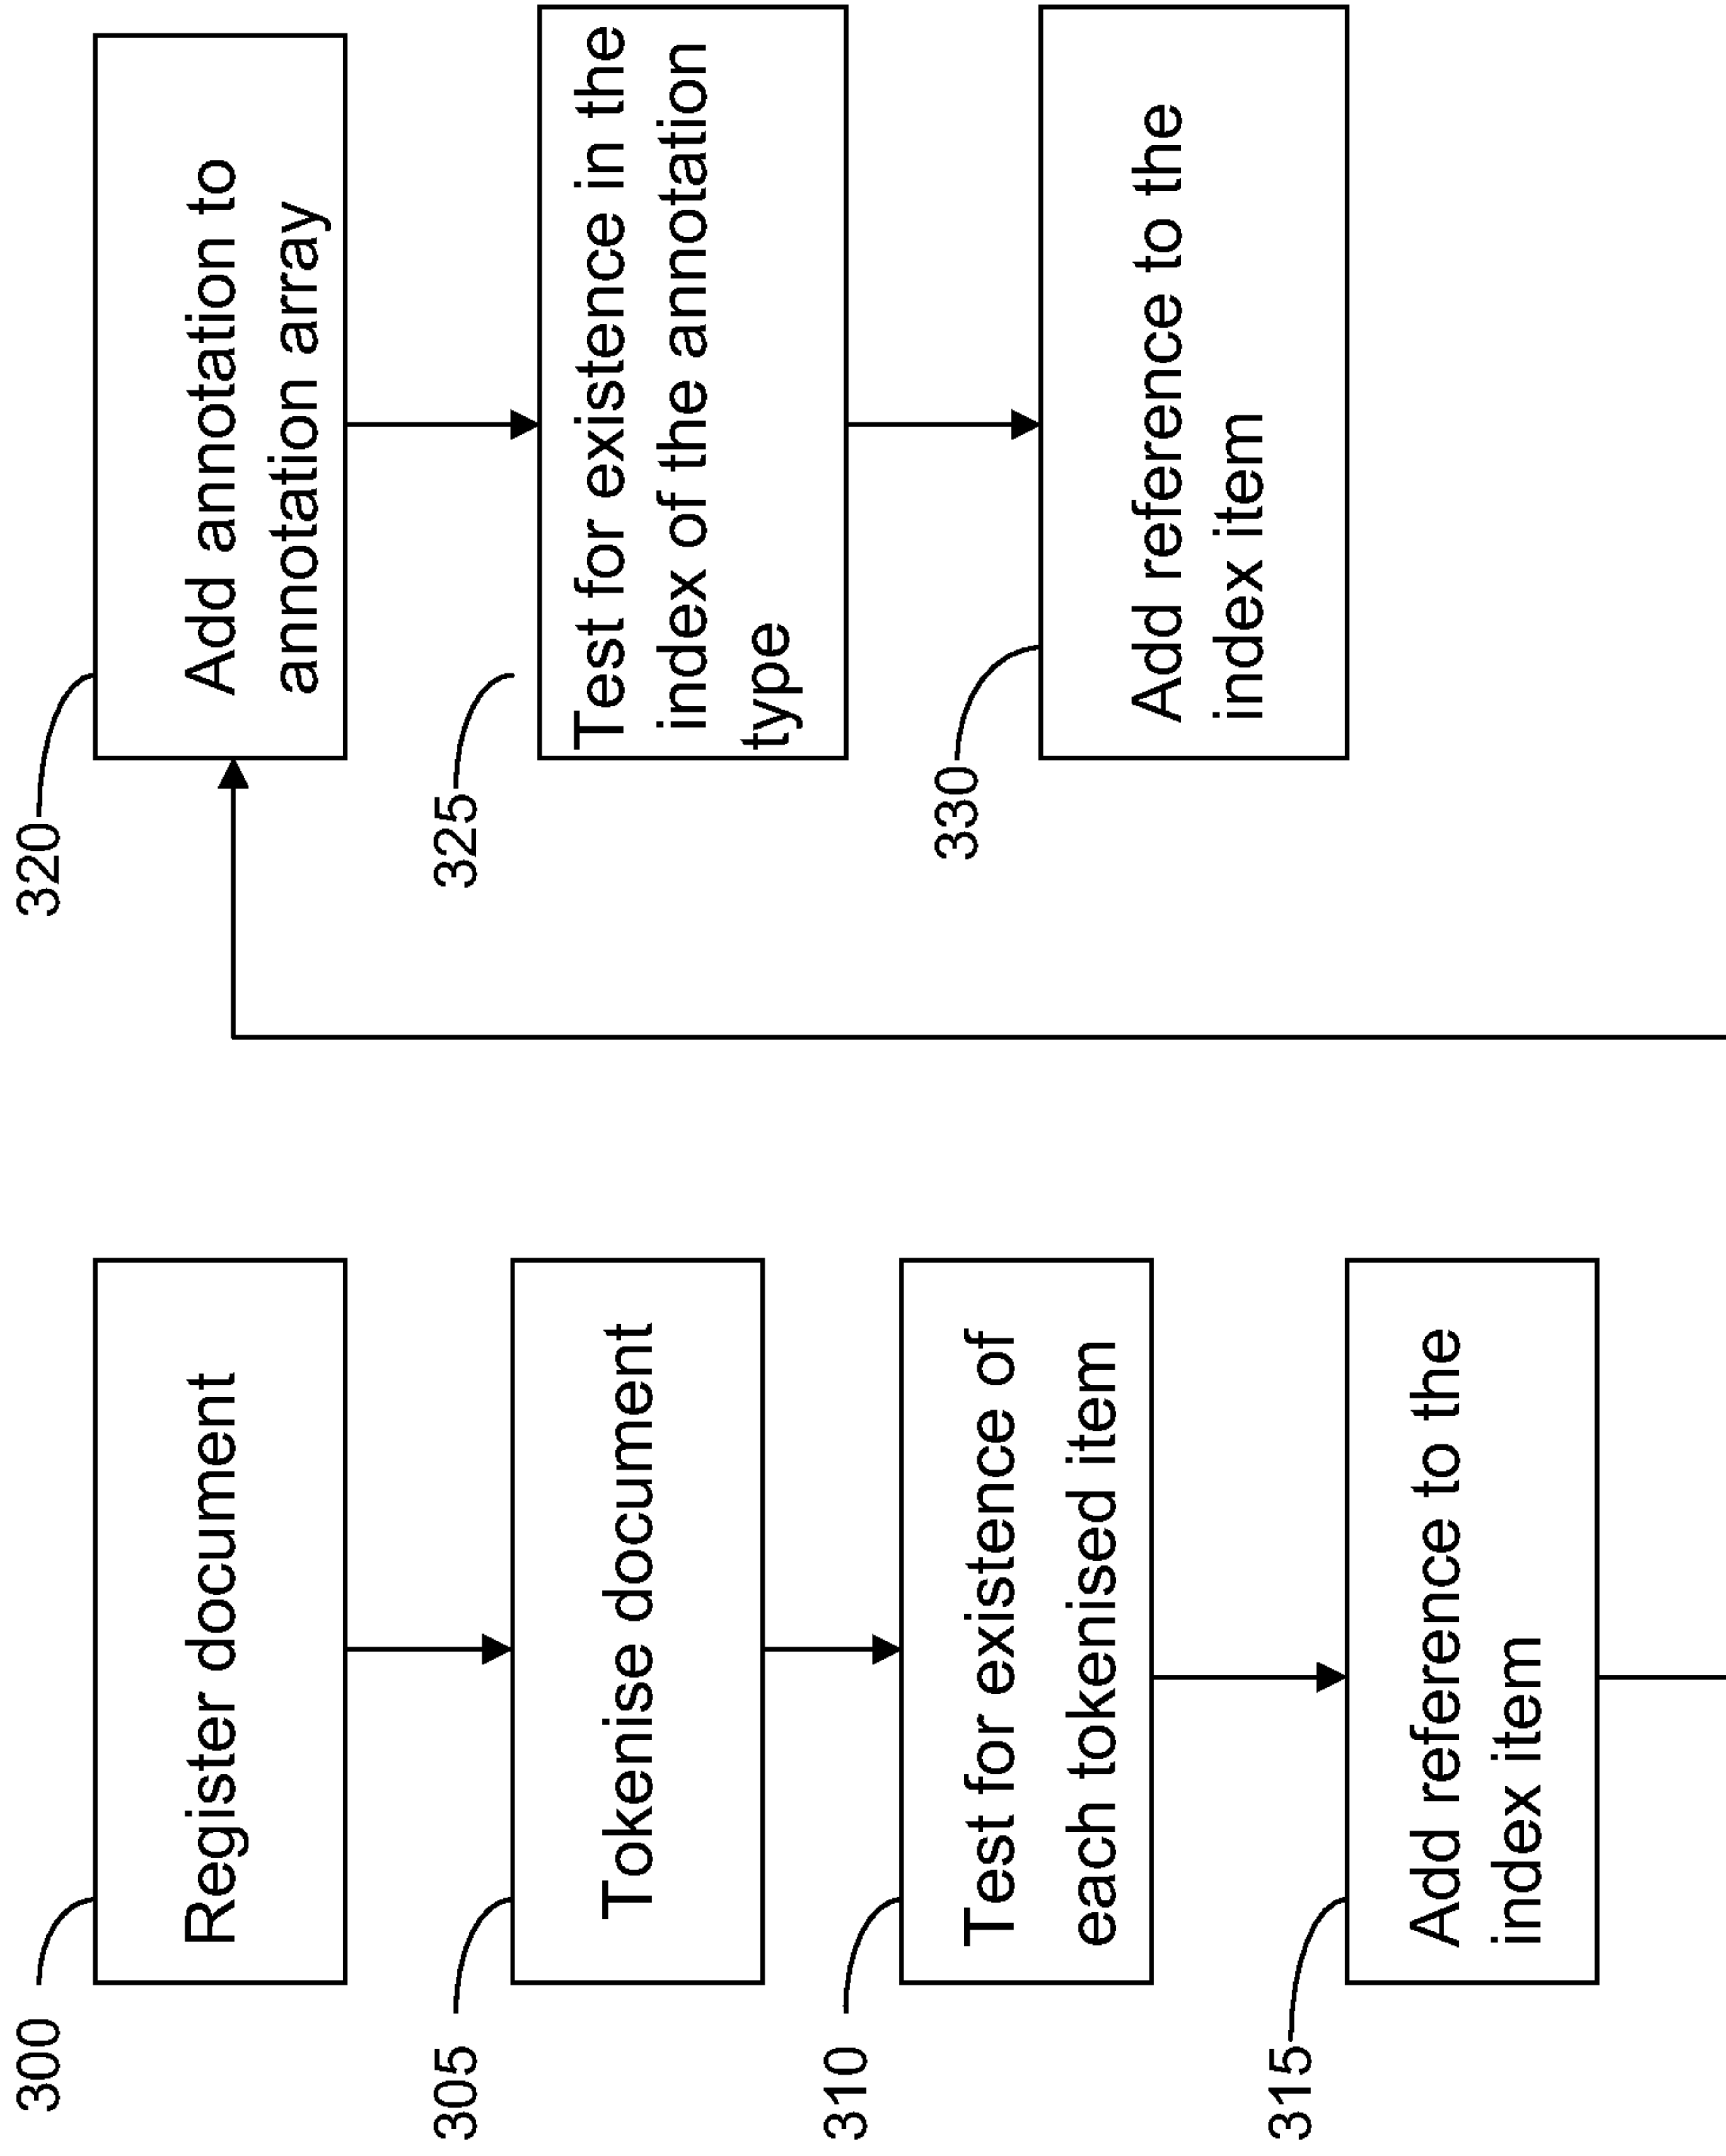 300
Register document
305
Tokenise document
310
Test for existence of
each tokenised item
315
Add reference to the
index item
320
Add annotation to
annotation array
325
Test for existence in the
index of the annotation
type
330
Add reference to the
index item